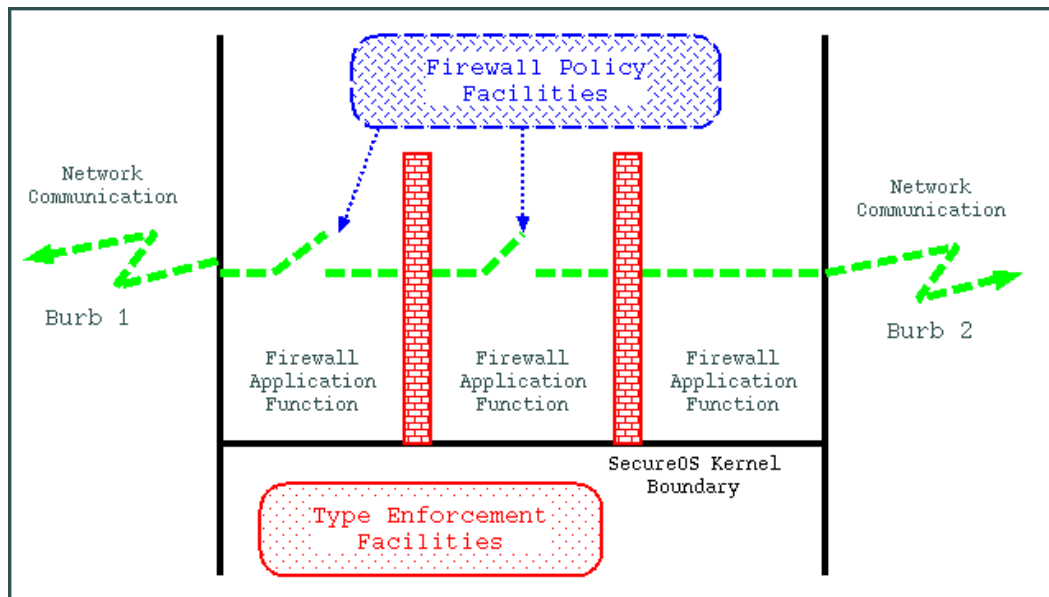 Firewall Policy
Facilities
Network
Communication
Network
Communication
Burb 1
Burb 2
Firewall
Application
Function
Firewall
Application
Function
Firewall
Application
Function
SecureOS Kernel
Boundary
Type Enforcement
Facilities